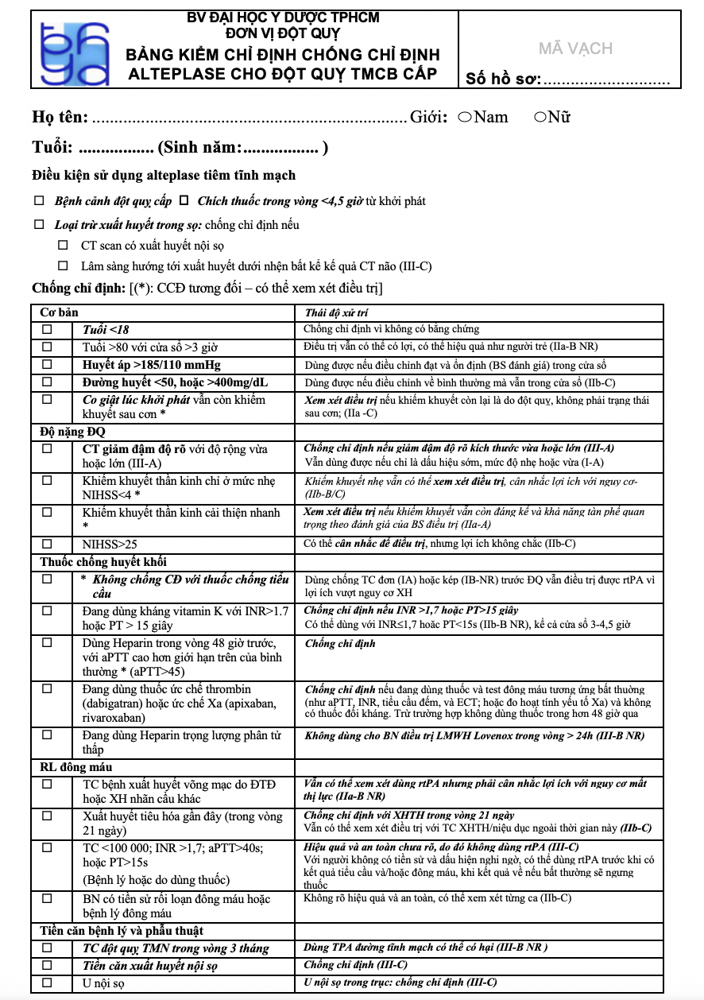 BV ĐẠI HỌC Y DƯỢC TPHCM
ĐƠN VỊ ĐỘT QUỴ
BẢNG KIỂM CHỈ ĐỊNH CHỐNG CHỈ ĐỊNH
ALTEPLASE CHO ĐỘT QUỴ TMCB CẤP
MÃ VẠCH
Số hồ sơ:............................
bhyd
Họ tên: .................................................................. Giới: Nam Nữ
Tuổi: ................. (Sinh năm:................. )
Điều kiện sử dụng alteplase tiêm tĩnh mạch
Bệnh cảnh đột quỵ cấp Chích thuốc trong vòng <4,5 giờ từ khởi phát
Loại trừ xuất huyết trong sọ: chống chỉ định nếu
CT scan có xuất huyết nội sọ
Lâm sàng hướng tới xuất huyết dưới nhện bất kể kế quả CT não (III-C)
Chống chỉ định: [(*): CCĐ tương đối – có thể xem xét điều trị]
Cơ bản
Thái độ xử trí
Tuổi <18
Chống chỉ định vì không có bằng chứng
Tuổi >80 với cửa sổ >3 giờ
Điều trị vẫn có thể có lợi, có thể hiệu quả như người trẻ (IIa-B NR)
Huyết áp >185/110 mmHg
Dùng được nếu điều chỉnh đạt và ổn định (BS đánh giá) trong cửa sổ
Đường huyết <50, hoặc >400mg/dL
Dùng được nếu điều chỉnh về bình thường mà vẫn trong cửa sổ (IIb-C)
Co giật lúc khởi phát vẫn còn khiếm
khuyết sau cơn *
Xem xét điều trị nếu khiếm khuyết còn lại là do đột quỵ, không phải trạng thái
sau cơn; (IIa -C)
Độ nặng ĐQ
CT giảm đậm độ rõ với độ rộng vừa
hoặc lớn (III-A)
Chống chỉ định nếu giảm đậm độ rõ kích thước vừa hoặc lớn (III-A)
Vẫn dùng được nếu chỉ là dấu hiệu sớm, mức độ nhẹ hoặc vừa (I-A)
Khiếm khuyết thần kinh chỉ ở mức nhẹ
NIHSS<4 *
Khiếm khuyết nhẹ vẫn có thể xem xét điều trị, cân nhắc lợi ích với nguy cơ-
(IIb-B/C)
Khiếm khuyết thần kinh cải thiện nhanh
*
Xem xét điều trị nếu khiếm khuyết vẫn còn đáng kể và khả năng tàn phế quan
trọng theo đánh giá của BS điều trị (IIa-A)
NIHSS>25
Có thể cân nhắc để điều trị, nhưng lợi ích không chắc (IIb-C)
Thuốc chống huyết khối
* Không chống CĐ với thuốc chống tiểu
cầu
Dùng chống TC đơn (IA) hoặc kép (IB-NR) trước ĐQ vẫn điều trị được rtPA vì
lợi ích vượt nguy cơ XH
Đang dùng kháng vitamin K với INR>1.7
hoặc PT > 15 giây
Chống chỉ định nếu INR >1,7 hoặc PT>15 giây
Có thể dùng với INR≤1,7 hoặc PT<15s (IIb-B NR), kể cả cửa sổ 3-4,5 giờ
Dùng Heparin trong vòng 48 giờ trước,
với aPTT cao hơn giới hạn trên của bình
thường * (aPTT>45)
Chống chỉ định
Đang dùng thuốc ức chế thrombin
(dabigatran) hoặc ức chế Xa (apixaban,
rivaroxaban)
Chống chỉ định nếu đang dùng thuốc và test đông máu tương ứng bất thường
(như aPTT, INR, tiểu cầu đếm, và ECT; hoặc đo hoạt tính yếu tố Xa) và không
có thuốc đối kháng. Trừ trường hợp không dùng thuốc trong hơn 48 giờ qua
Đang dùng Heparin trọng lượng phân tử
thấp
Không dùng cho BN điều trị LMWH Lovenox trong vòng > 24h (III-B NR)
RL đông máu
TC bệnh xuất huyết võng mạc do ĐTĐ
hoặc XH nhãn cầu khác
Vẫn có thể xem xét dùng rtPA nhưng phải cân nhắc lợi ích với nguy cơ mất
thị lực (IIa-B NR)
Xuất huyết tiêu hóa gần đây (trong vòng
21 ngày)
Chống chỉ định với XHTH trong vòng 21 ngày
Vẫn có thể xem xét điều trị với TC XHTH/niệu dục ngoài thời gian này (IIb-C)
TC <100 000; INR >1,7; aPTT>40s;
hoặc PT>15s
(Bệnh lý hoặc do dùng thuốc)
Hiệu quả và an toàn chưa rõ, do đó không dùng rtPA (III-C)
Với người không có tiền sử và dấu hiện nghi ngờ, có thể dùng rtPA trước khi có
kết quả tiểu cầu và/hoặc đông máu, khi kết quả về nếu bất thường sẽ ngưng
thuốc
BN có tiền sử rối loạn đông máu hoặc
bệnh lý đông máu
Không rõ hiệu quả và an toàn, có thể xem xét từng ca (IIb-C)
Tiền căn bệnh lý và phẫu thuật
TC đột quỵ TMN trong vòng 3 tháng
Dùng TPA đường tĩnh mạch có thể có hại (III-B NR )
Tiền căn xuất huyết nội sọ
Chống chỉ định (III-C)
U nội sọ
U nội sọ trong trục: chống chỉ định (III-C)